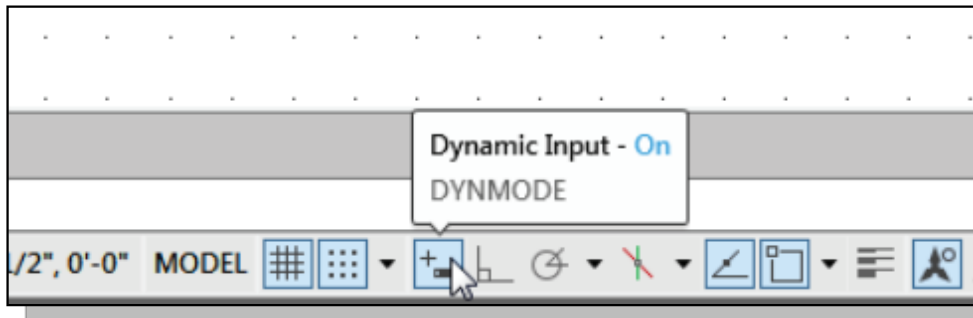 Dynamic Input - On
DYNMODE
1/2", 0'-0" MODEL